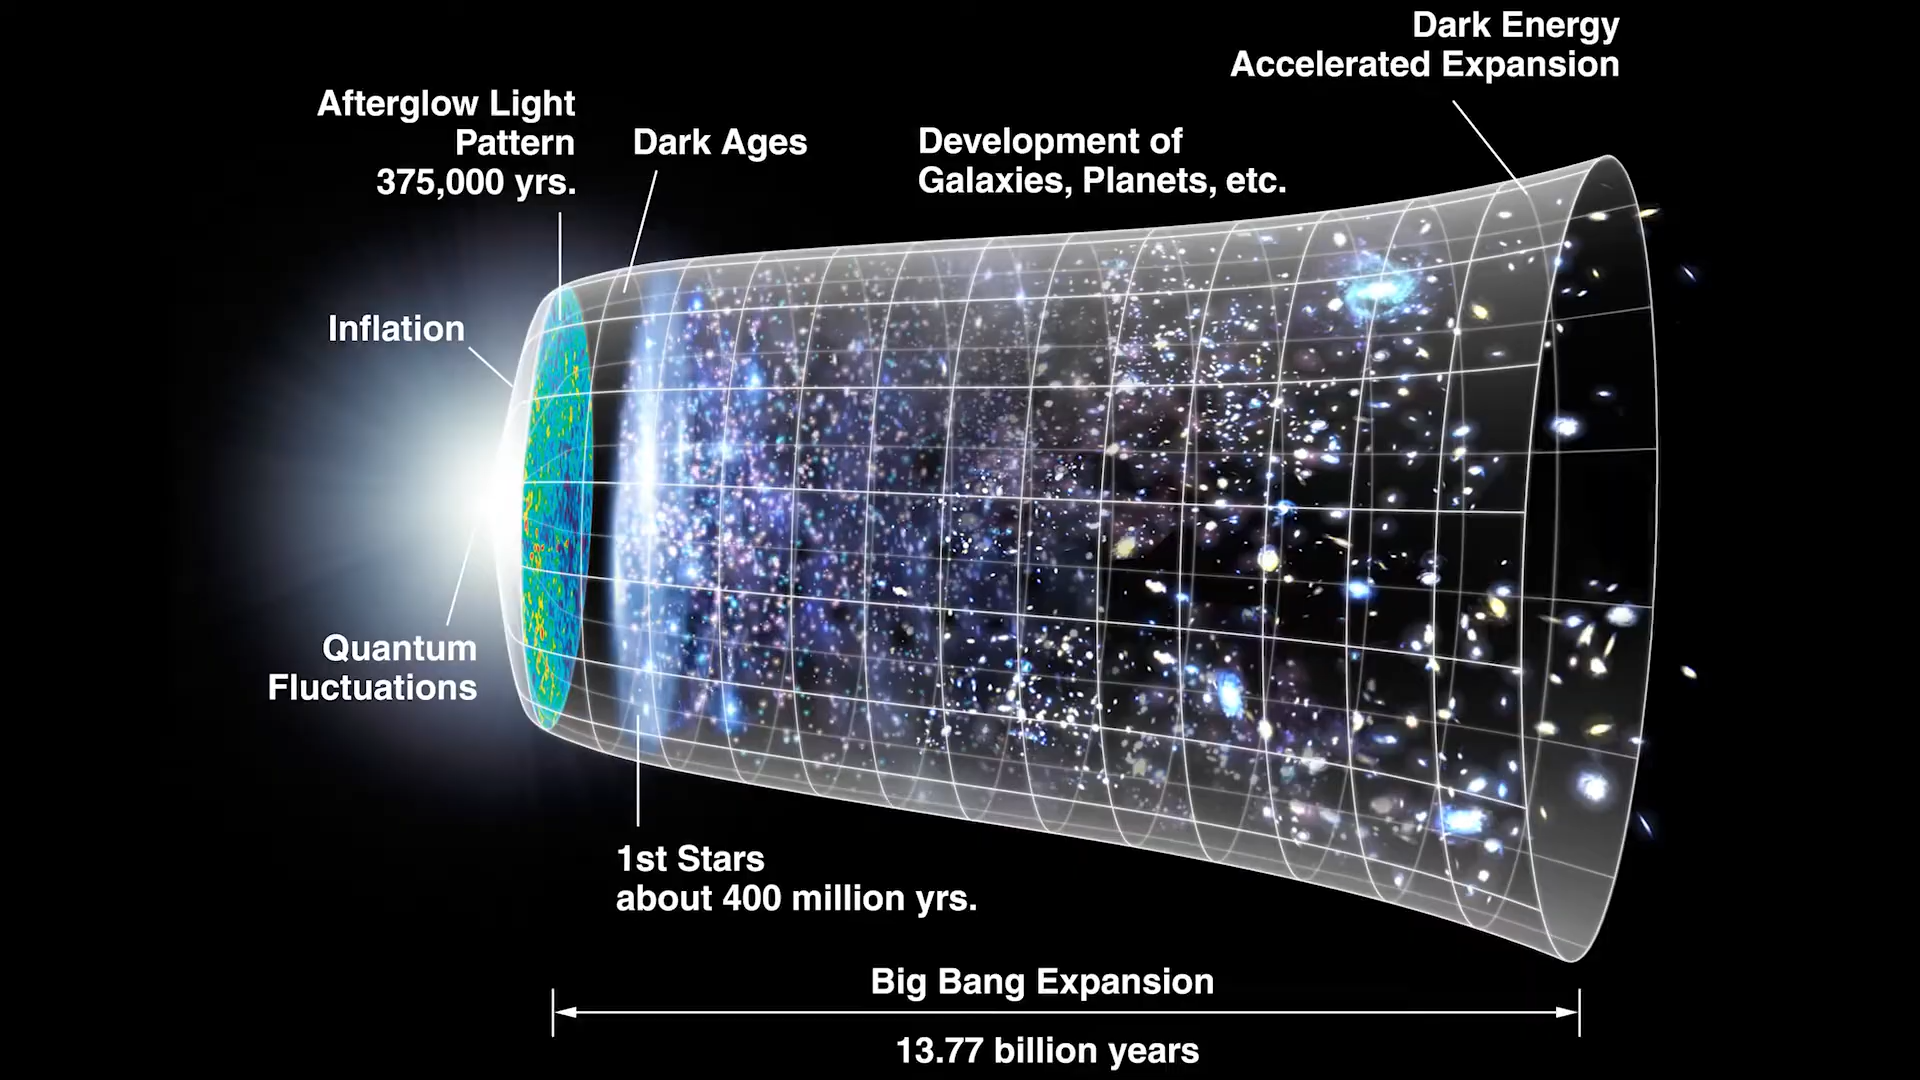 Dark Energy
Accelerated Expansion
Afterglow Light
Pattern
375,000 yrs.
Dark Ages
Development of
Galaxies, Planets, etc.
Inflation
Quantum
Fluctuations
1st Stars
about 400 million yrs.
Big Bang Expansion
13.77 billion years